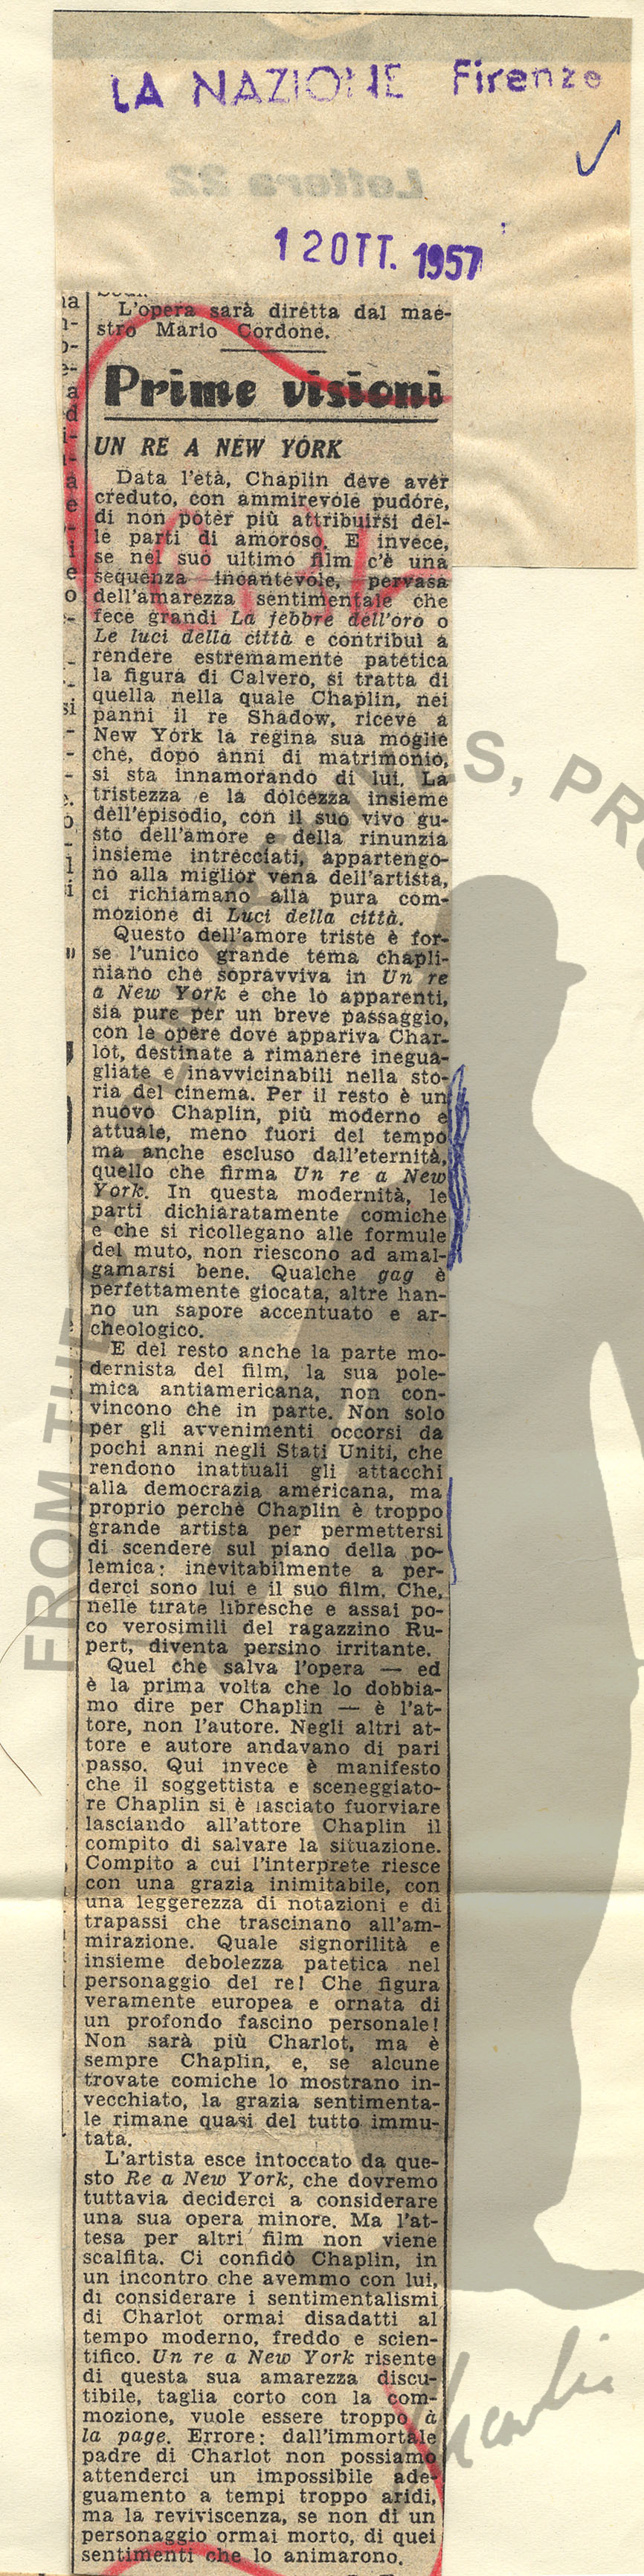 LA NAZIONE Firenze
Lettera 22
12 OTT. 1957
L'opera sarà diretta dal mae-
stro Mario Cordone.
Prime visioni
UN RE A NEW YORK
Data l'età, Chaplin deve aver
creduto, con ammirevole pudore,
di non poter più attribuirsi del-
le parti di amoroso. E invece,
se nel suo ultimo film c'è una
sequenza incantevole, pervasa
dell'amarezza sentimentale che
fece grandi La febbre dell'oro o
Le luci della città e contribuì a
rendere estremamente patetica
la figura di Calvero, si tratta di
quella nella quale Chaplin, nei
panni il re Shadow, riceve a
New York la regina sua moglie
che, dopo anni di matrimonio,
si sta innamorando di lui. La
tristezza e la dolcezza insieme
dell'episodio, con il suo vivo gu-
sto dell'amore e della rinunzia
insieme intrecciati, appartengo-
no alla miglior vena dell'artista,
ci richiamano alla pura com-
mozione di Luci della città.
Questo dell'amore triste è for-
se l'unico grande tema chapli-
niano che sopravviva in Un re
a New York e che lo apparenti,
sia pure per un breve passaggio,
con le opere dove appariva Char-
lot, destinate a rimanere inegua-
gliate e inavvicinabili nella sto-
ria del cinema. Per il resto è un
nuovo Chaplin, più moderno e
attuale, meno fuori del tempo
ma anche escluso dall'eternità,
quello che firma Un re a New
York. In questa modernità, le
parti dichiaratamente comiche
e che si ricollegano alle formule
del muto, non riescono ad amal-
gamarsi bene. Qualche gag è
perfettamente giocata, altre han-
no un sapore accentuato e ar-
cheologico.
E del resto anche la parte mo-
dernista del film, la sua pole-
mica antiamericana, non con-
vincono che in parte. Non solo
per gli avvenimenti occorsi da
pochi anni negli Stati Uniti, che
rendono inattuali gli attacchi
alla democrazia americana, ma
proprio perchè Chaplin è troppo
grande artista per permettersi
di scendere sul piano della po-
lemica: inevitabilmente a per-
derci sono lui e il suo film. Che,
nelle tirate libresche e assai po-
co verosimili del ragazzino Ru-
pert, diventa persino irritante.
Quel che salva l'opera — ed
è la prima volta che lo dobbia-
mo dire per Chaplin — è l'at-
tore, non l'autore. Negli altri at-
tore e autore andavano di pari
passo. Qui invece è manifesto
che il soggettista e sceneggiato-
re Chaplin si è lasciato fuorviare
lasciando all'attore Chaplin il
compito di salvare la situazione.
Compito a cui l'interprete riesce
con una grazia inimitabile, con
una leggerezza di notazioni e di
trapassi che trascinano all'am-
mirazione. Quale signorilità e
insieme debolezza patetica nel
personaggio del re! Che figura
veramente europea e ornata di
un profondo fascino personale!
Non sarà più Charlot, ma è
sempre Chaplin, e, se alcune
trovate comiche lo mostrano in-
vecchiato, la grazia sentimenta-
le rimane quasi del tutto immu-
tata.
L'artista esce intoccato da que-
sto Re a New York, che dovremo
tuttavia deciderci a considerare
una sua opera minore. Ma l'at-
tesa per altri film non viene
scalfita. Ci confidò Chaplin, in
un incontro che avemmo con lui,
di considerare i sentimentalismi
di Charlot ormai disadatti al
tempo moderno, freddo e scien-
tifico. Un re a New York risente
di questa sua amarezza discu-
tibile, taglia corto con la com-
mozione, vuole essere troppo à
la page. Errore: dall'immortale
padre di Charlot non possiamo
attenderci un impossibile ade-
guamento a tempi troppo aridi,
ma la reviviscenza, se non di un
personaggio ormai morto, di quei
sentimenti che lo animarono.
FROM THE